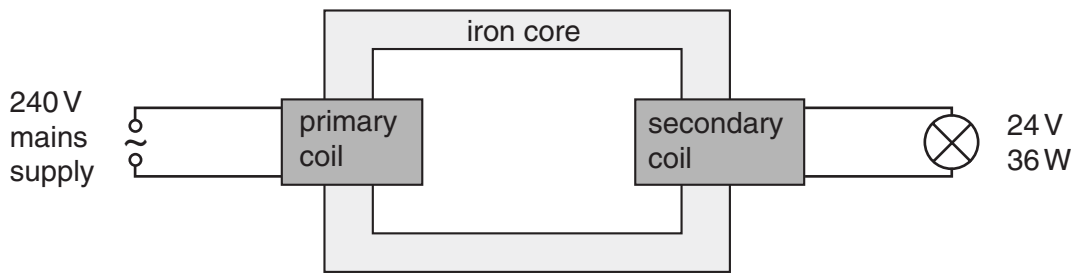 iron core
240 V
mains
supply
~
primary
coil
secondary
coil
24 V
36 W